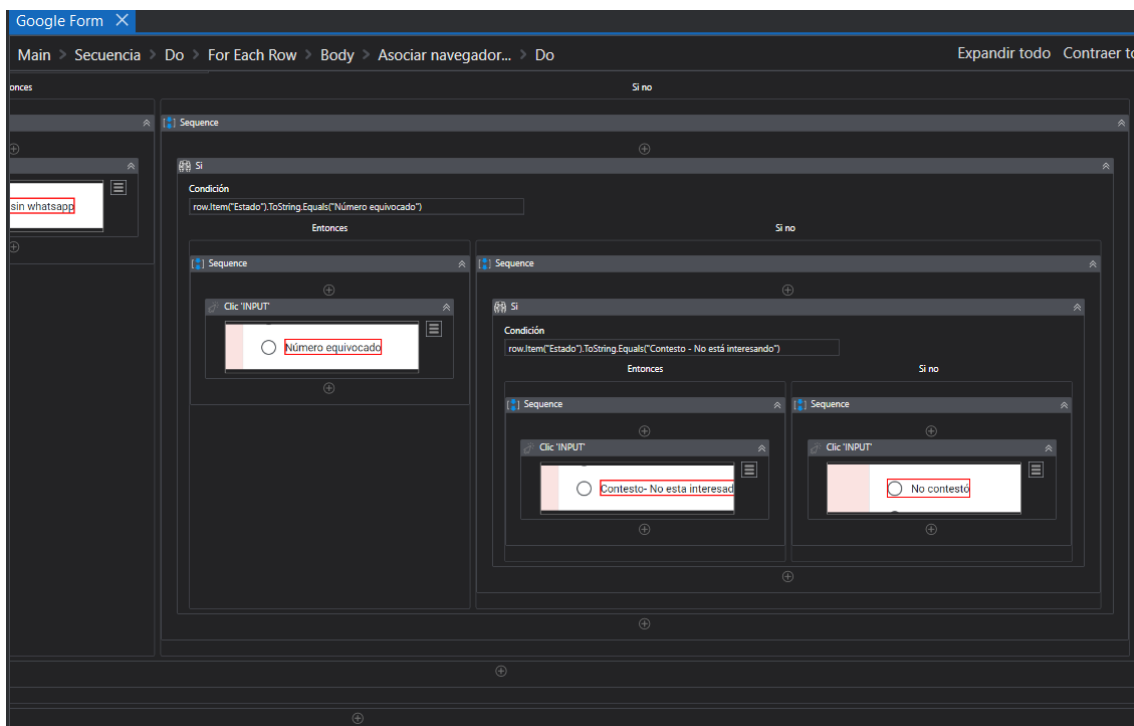 Google Form
Main > Secuencia > Do > For Each Row > Body > Asociar navegador... > Do
Expandir todo Contraer to
onces
Si no
Sequence
Si
sin whatsapp
Condición
row.Item("Estado").ToString.Equals("Número equivocado")
Entonces
Si no
Sequence
Sequence
Clic 'INPUT'
Número equivocado
Si
Condición
row.Item("Estado").ToString.Equals("Contesto - No está interesando")
Entonces
Si no
Sequence
Sequence
Clic 'INPUT'
Clic 'INPUT'
Contesto- No esta interesad
No contestó